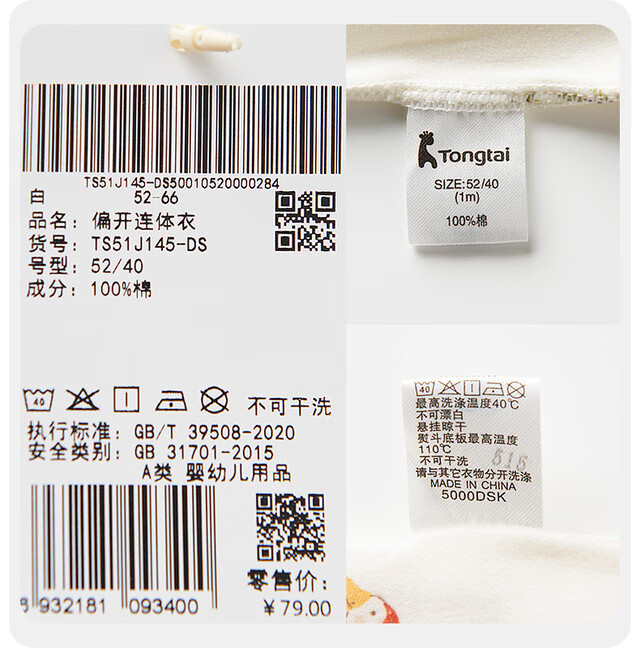 TS51J145-DS50010520000284
白 52-66
品名：偏开连体衣
货号：TS51J145-DS
号型：52/40
成分：100%棉
40
不可干洗
执行标准：GB/T 39508-2020
安全类别：GB 31701-2015
A类 婴幼儿用品
932181 093400
零售价：
¥79.00
Tongtai
SIZE:52/40
(1m)
100%棉
40
最高洗涤温度40℃
不可漂白
悬挂晾干
熨斗底板最高温度
110℃
不可干洗
515
请与其它衣物分开洗涤
MADE IN CHINA
5000DSK